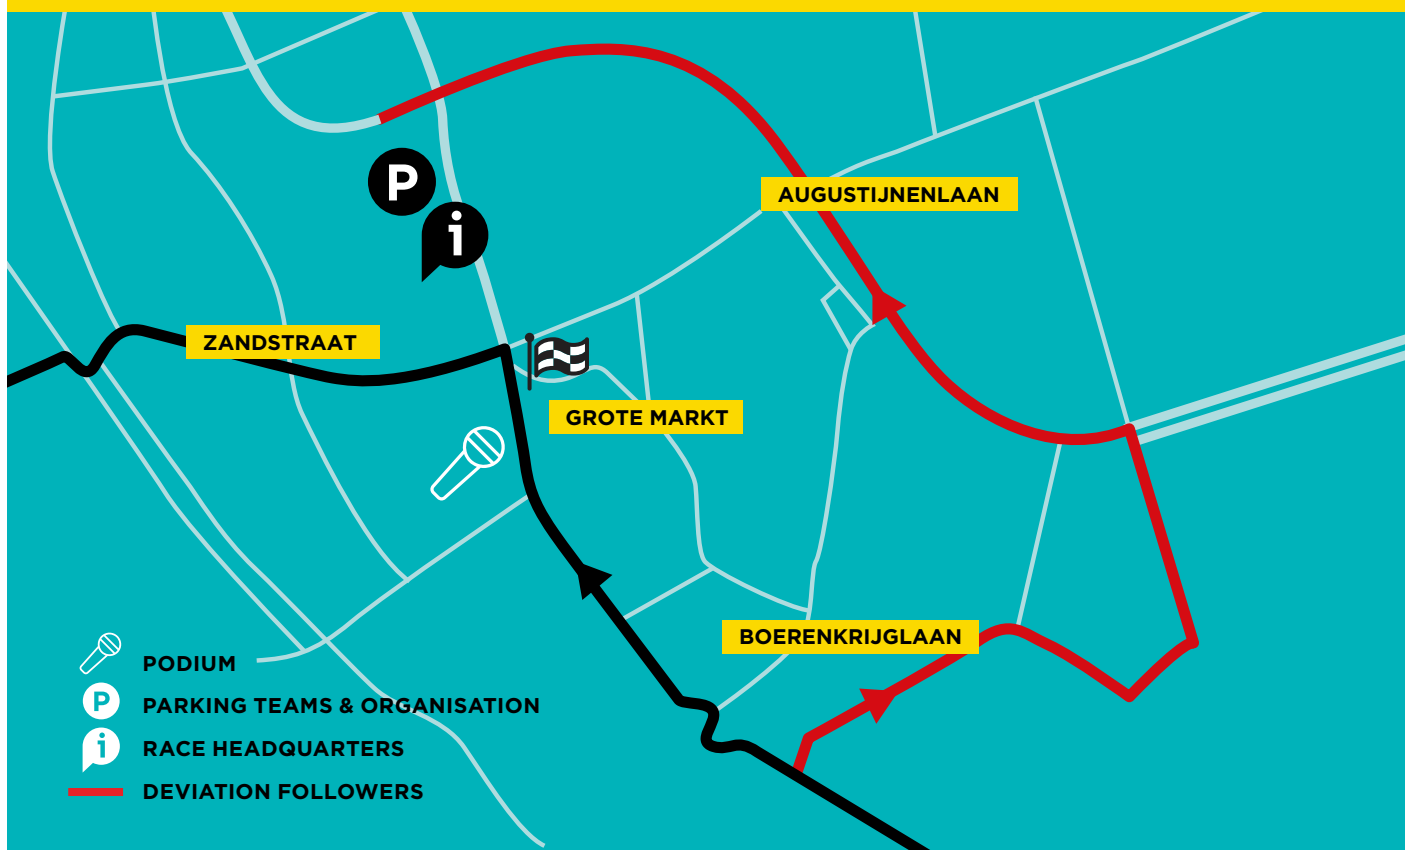 P
i
AUGUSTIJNENLAAN
ZANDSTRAAT
GROTE MARKT
BOERENKRIJGLAAN
PODIUM
P PARKING TEAMS & ORGANISATION
i RACE HEADQUARTERS
DEVIATION FOLLOWERS